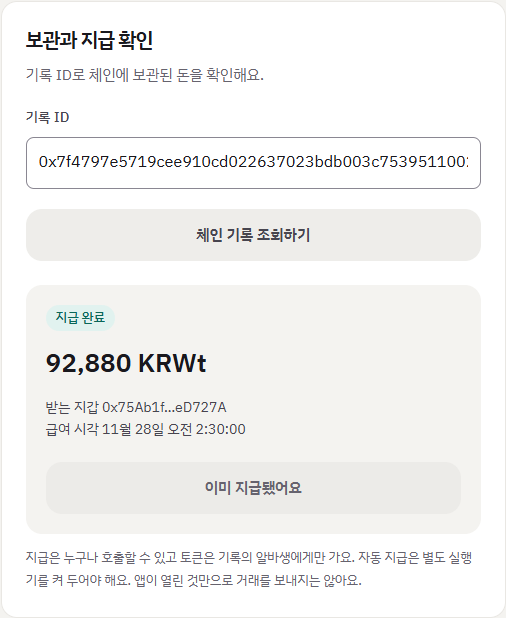 보관과 지급 확인
기록 ID로 체인에 보관된 돈을 확인해요.
기록 ID
0x7f4797e5719cee910cd022637023bdb003c753951100:
체인 기록 조회하기
지급 완료
92,880 KRWt
받는 지갑 0x75Ab1f…eD727A
급여 시각 11월 28일 오전 2:30:00
이미 지급됐어요
지급은 누구나 호출할 수 있고 토큰은 기록의 알바생에게만 가요. 자동 지급은 별도 실행
기를 켜 두어야 해요. 앱이 열린 것만으로 거래를 보내지는 않아요.